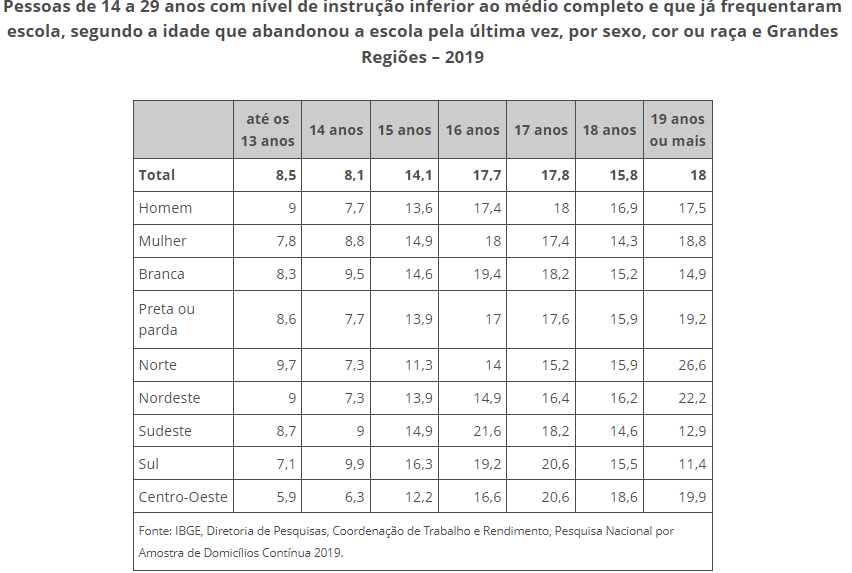 Pessoas de 14 a 29 anos com nível de instrução inferior ao médio completo e que já frequentaram
escola, segundo a idade que abandonou a escola pela última vez, por sexo, cor ou raça e Grandes
Regiões – 2019
até os 13 anos 14 anos 15 anos 16 anos 17 anos 18 anos 19 anos ou mais
Total 8,5 8,1 14,1 17,7 17,8 15,8 18
Homem 9 7,7 13,6 17,4 18 16,9 17,5
Mulher 7,8 8,8 14,9 18 17,4 14,3 18,8
Branca 8,3 9,5 14,6 19,4 18,2 15,2 14,9
Preta ou parda 8,6 7,7 13,9 17 17,6 15,9 19,2
Norte 9,7 7,3 11,3 14 15,2 15,9 26,6
Nordeste 9 7,3 13,9 14,9 16,4 16,2 22,2
Sudeste 8,7 9 14,9 21,6 18,2 14,6 12,9
Sul 7,1 9,9 16,3 19,2 20,6 15,5 11,4
Centro-Oeste 5,9 6,3 12,2 16,6 20,6 18,6 19,9
Fonte: IBGE, Diretoria de Pesquisas, Coordenação de Trabalho e Rendimento, Pesquisa Nacional por
Amostra de Domicílios Contínua 2019.